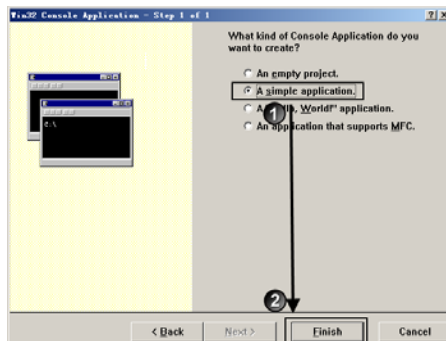 Win32 Console Application - Step 1 of 1
What kind of Console Application do you
want to create?
An empty project.
A simple application.
A World!" application.
An application that supports MFC.
1
C:\
2
< Back
Next >
Finish
Cancel